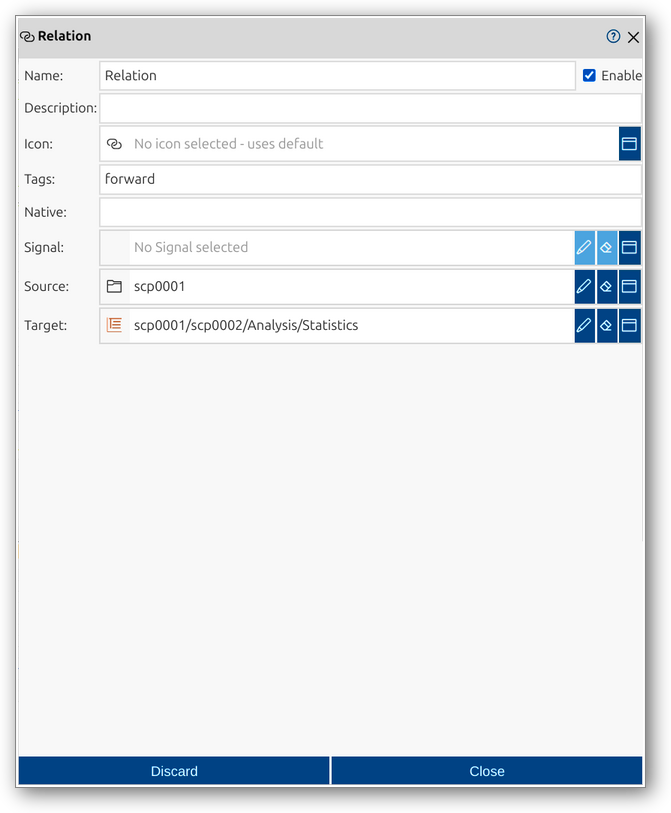 Relation
Name: Relation Enable
Description:
Icon: No icon selected - uses default
Tags: forward
Native:
Signal: No Signal selected
Source: scp0001
Target: scp0001/scp0002/Analysis/Statistics
Discard Close